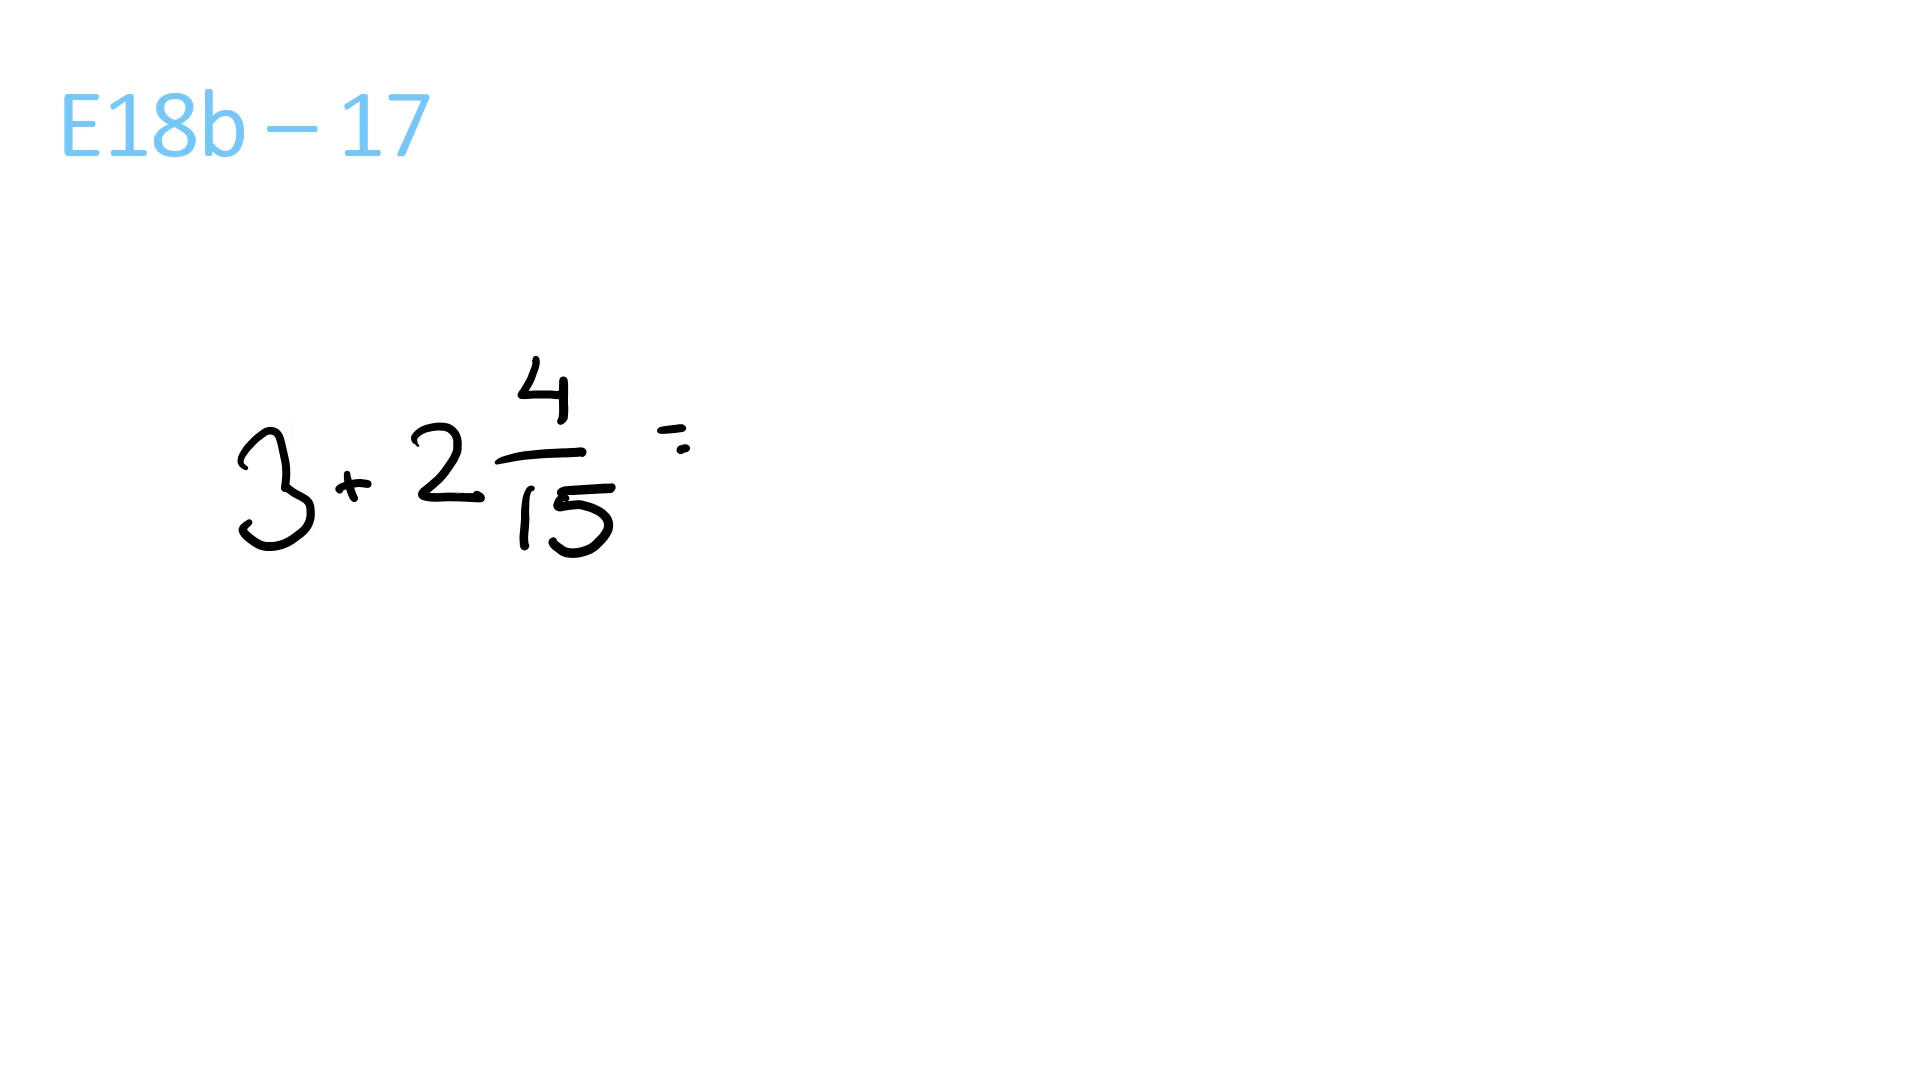 E18b – 17
3 + 2 4/15 =